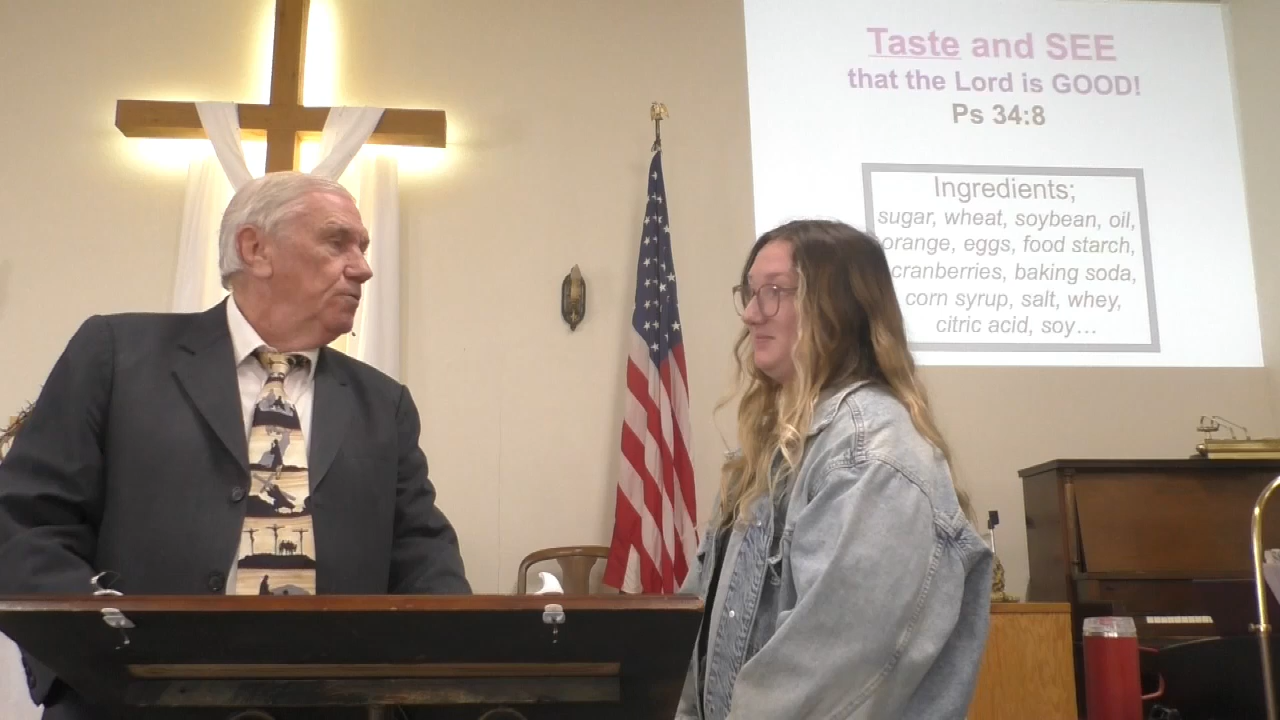 Taste and SEE
that the Lord is GOOD!
Ps 34:8
Ingredients;
sugar, wheat, soybean, oil,
orange, eggs, food starch,
cranberries, baking soda,
corn syrup, salt, whey,
citric acid, soy…